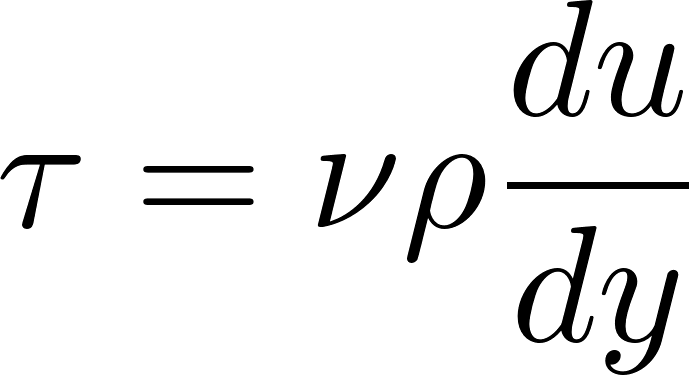 τ = νρ du/dy